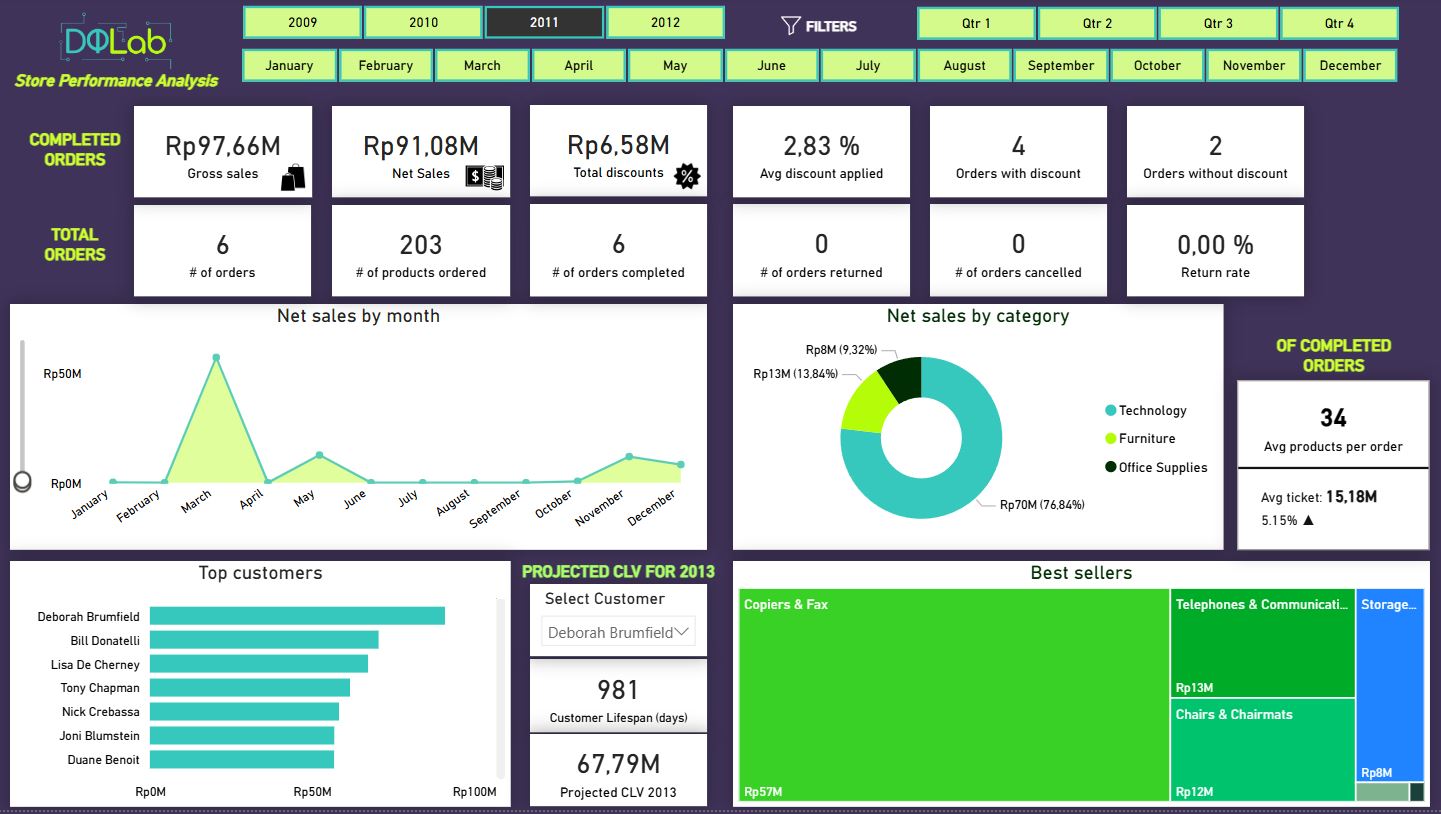 DQLab
Store Performance Analysis
2009
2010
2011
2012
FILTERS
Qtr 1
Qtr 2
Qtr 3
Qtr 4
January
February
March
April
May
June
July
August
September
October
November
December
COMPLETED
ORDERS
Rp97,66M
Gross sales
Rp91,08M
Net Sales
$
Rp6,58M
Total discounts
%
2,83 %
Avg discount applied
4
Orders with discount
2
Orders without discount
TOTAL
ORDERS
6
# of orders
203
# of products ordered
6
# of orders completed
0
# of orders returned
0
# of orders cancelled
0,00 %
Return rate
Net sales by month
Rp50M
Rp0M
January
February
March
April
May
June
July
August
September
October
November
December
Net sales by category
Rp8M (9,32%)
Rp13M (13,84%)
Rp70M (76,84%)
Technology
Furniture
Office Supplies
OF COMPLETED
ORDERS
34
Avg products per order
Avg ticket: 15,18M
5.15% ▲
Top customers
Deborah Brumfield
Bill Donatelli
Lisa De Cherney
Tony Chapman
Nick Crebassa
Joni Blumstein
Duane Benoit
Rp0M
Rp50M
Rp100M
PROJECTED CLV FOR 2013
Select Customer
Deborah Brumfield
981
Customer Lifespan (days)
67,79M
Projected CLV 2013
Best sellers
Copiers & Fax
Rp57M
Telephones & Communicati...
Rp13M
Chairs & Chairmats
Rp12M
Storage...
Rp8M